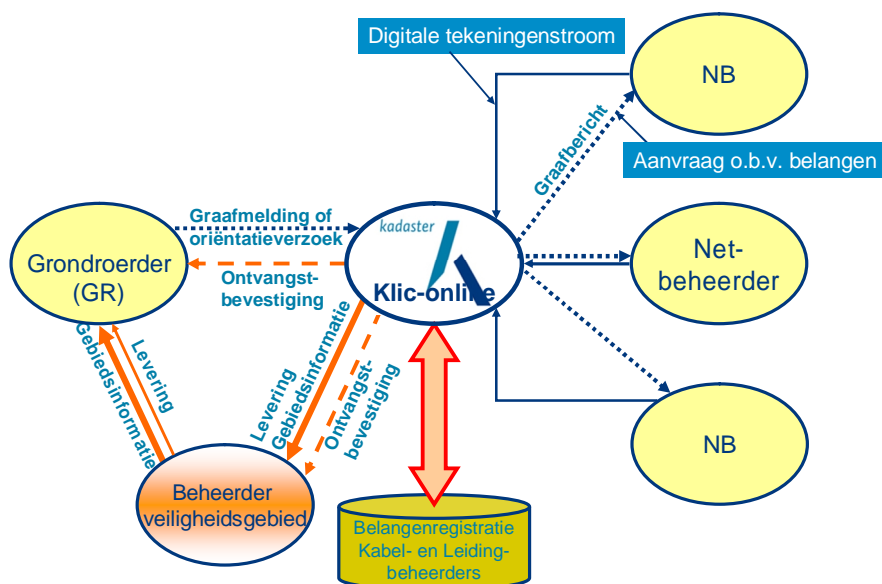 Digitale tekeningenstroom
NB
Graafbericht
Aanvraag o.b.v. belangen
Graafmelding of
oriëntatieverzoek
kadaster
Klic-online
Grondroerder
(GR)
Ontvangst-
bevestiging
Net-
beheerder
Levering
Gebiedsinformatie
Levering
Gebiedsinformatie
Ontvangst-
bevestiging
NB
Beheerder
veiligheidsgebied
Belangenregistratie
Kabel- en Leiding-
beheerders